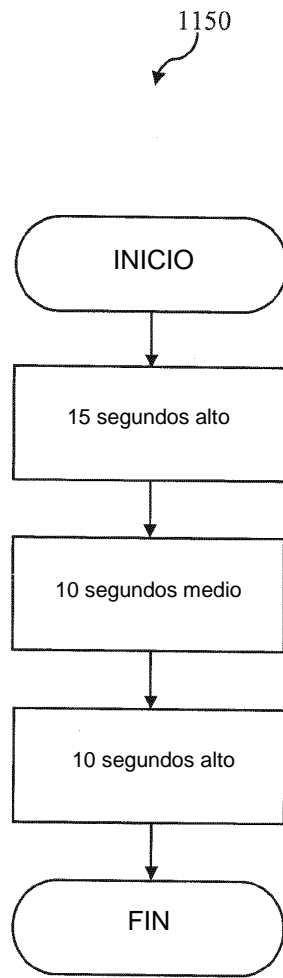 1150
INICIO
15 segundos alto
10 segundos medio
10 segundos alto
FIN